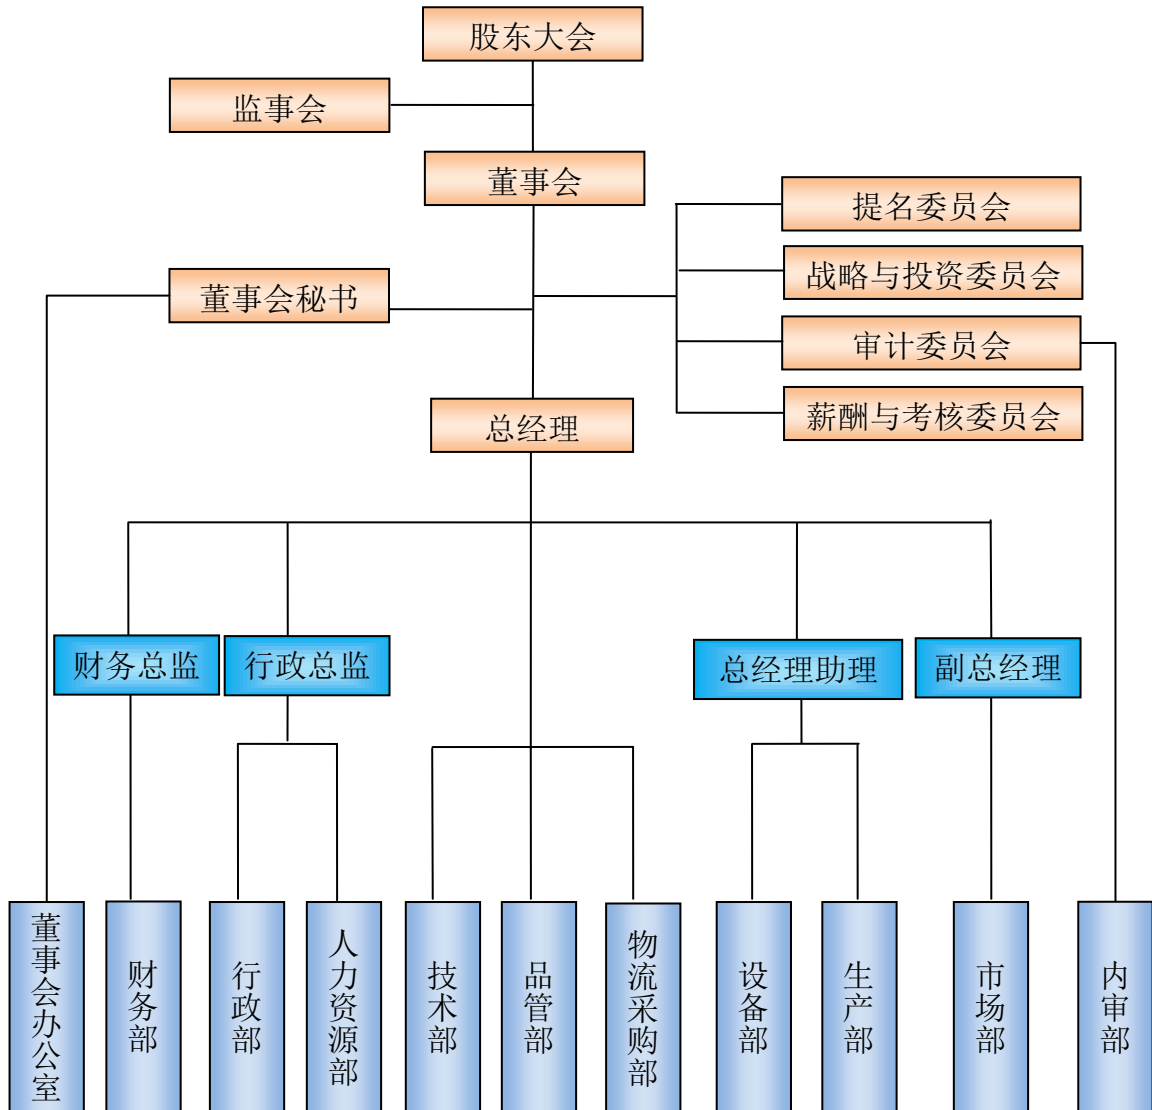 股东大会
监事会
董事会
提名委员会
战略与投资委员会
董事会秘书
审计委员会
薪酬与考核委员会
总经理
财务总监
行政总监
总经理助理
副总经理
董事会办公室
财务部
行政部
人力资源部
技术部
品管部
物流采购部
设备部
生产部
市场部
内审部